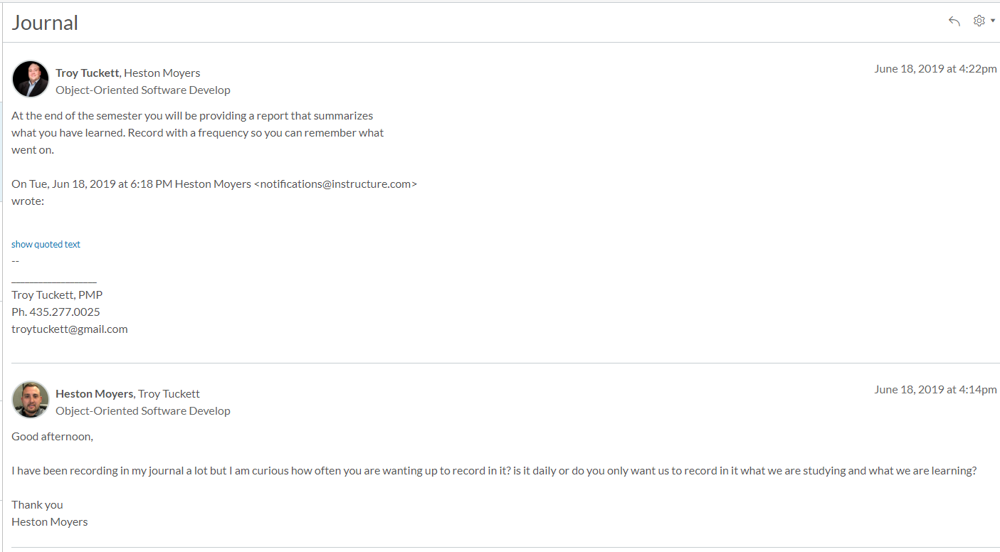 Journal
Troy Tuckett, Heston Moyers
June 18, 2019 at 4:22pm
Object-Oriented Software Develop
At the end of the semester you will be providing a report that summarizes
what you have learned. Record with a frequency so you can remember what
went on.
On Tue, Jun 18, 2019 at 6:18 PM Heston Moyers <notifications@instructure.com>
wrote:
show quoted text
--
___________________
Troy Tuckett, PMP
Ph. 435.277.0025
troytuckett@gmail.com
Heston Moyers, Troy Tuckett
June 18, 2019 at 4:14pm
Object-Oriented Software Develop
Good afternoon,
I have been recording in my journal a lot but I am curious how often you are wanting up to record in it? is it daily or do you only want us to record in it what we are studying and what we are learning?
Thank you
Heston Moyers